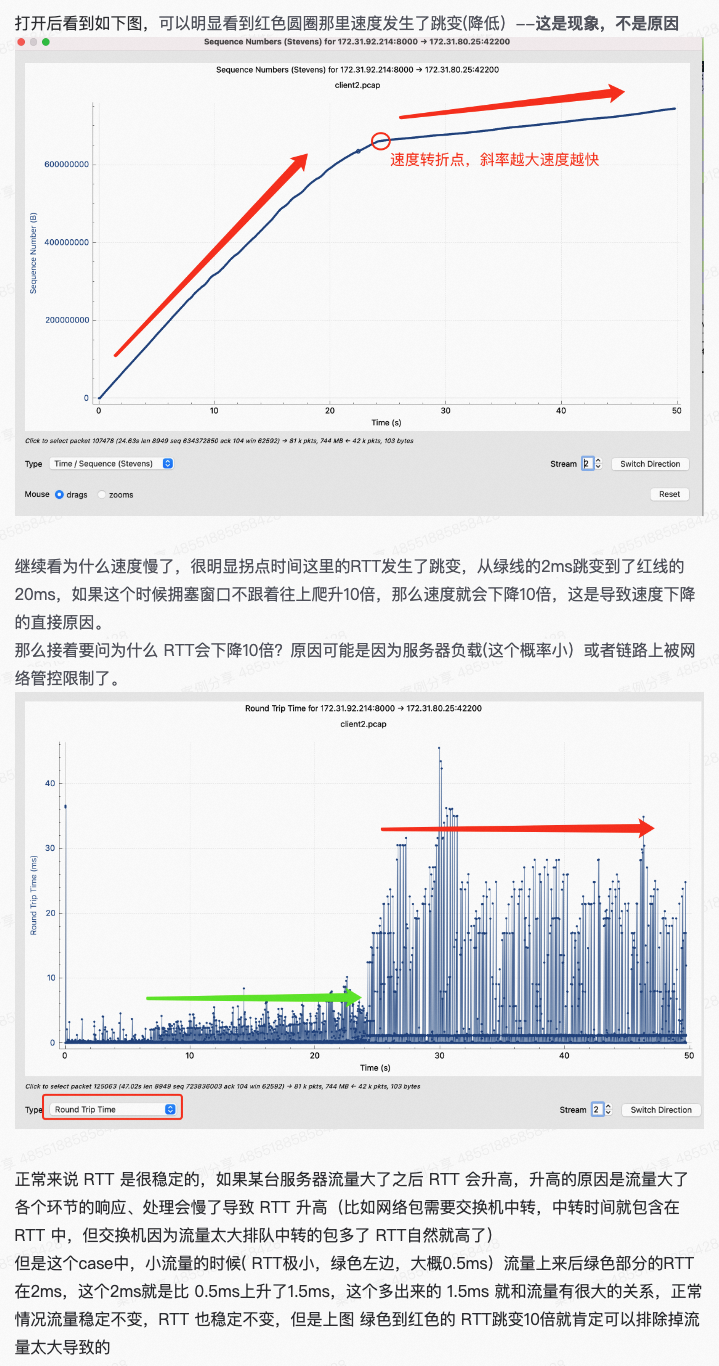 打开后看到如下图，可以明显看到红色圆圈那里速度发生了跳变(降低）--这是现象，不是原因
Sequence Numbers (Stevens) for 172.31.92.214:8000 → 172.31.80.25:42200
Sequence Numbers (Stevens) for 172.31.92.214:8000 → 172.31.80.25:42200
client2.pcap
速度转折点，斜率越大速度越快
Sequence Number (B)
600000000
400000000
200000000
0
0 10 20 30 40 50
Time (s)
Click to select packet 107478 (24.63s len 8949 seq 634372850 ack 104 win 62592) → 81 k pkts, 744 MB ← 42 k pkts, 103 bytes
Type Time / Sequence (Stevens) Stream 2 Switch Direction
Mouse drags zooms Reset
继续看为什么速度慢了，很明显拐点时间这里的RTT发生了跳变，从绿线的2ms跳变到了红线的
20ms，如果这个时候拥塞窗口不跟着往上爬升10倍，那么速度就会下降10倍，这是导致速度下降
的直接原因。
那么接着要问为什么 RTT会下降10倍？原因可能是因为服务器负载(这个概率小）或者链路上被网
络管控限制了。
Round Trip Time for 172.31.92.214:8000 → 172.31.80.25:42200
client2.pcap
Round Trip Time (ms)
40
30
20
10
0
0 10 20 30 40 50
Time (s)
Click to select packet 125063 (47.02s len 8949 seq 723836003 ack 104 win 62592) → 81 k pkts, 744 MB ← 42 k pkts, 103 bytes
Type Round Trip Time Stream 2 Switch Direction
正常来说 RTT 是很稳定的，如果某台服务器流量大了之后 RTT 会升高，升高的原因是流量大了
各个环节的响应、处理会慢了导致 RTT 升高（比如网络包需要交换机中转，中转时间就包含在
RTT 中，但交换机因为流量太大排队中转的包多了 RTT自然就高了）
但是这个case中，小流量的时候( RTT极小，绿色左边，大概0.5ms）流量上来后绿色部分的RTT
在2ms，这个2ms就是比 0.5ms上升了1.5ms，这个多出来的 1.5ms 就和流量有很大的关系，正常
情况流量稳定不变，RTT 也稳定不变，但是上图 绿色到红色的 RTT跳变10倍就肯定可以排除掉流
量太大导致的